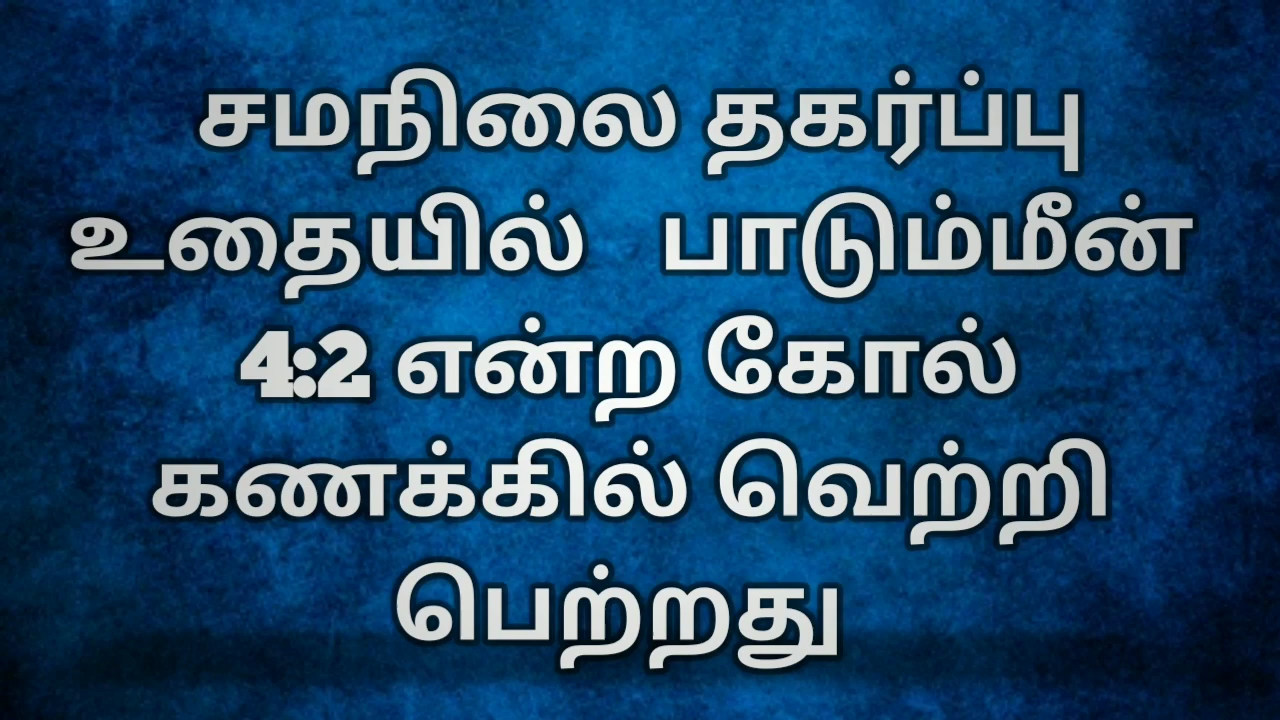 சமநிலை தகர்ப்பு
உதையில் பாடும்மீன்
4:2 என்ற கோல்
கணக்கில் வெற்றி
பெற்றது